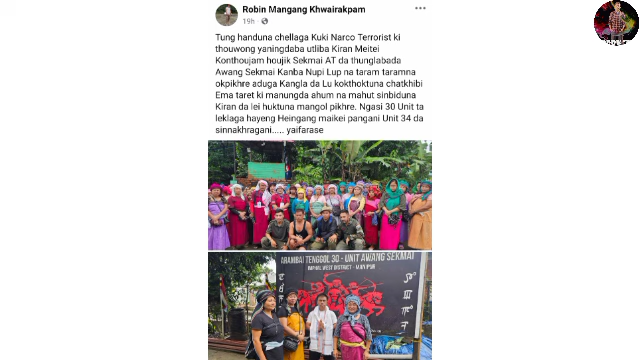 Robin Mangang Khwairakpam
19h
Tung handuna chellaga Kuki Narco Terrorist ki
thouwong yaningdaba utliba Kiran Meitei
Konthoujam houjik Sekmai AT da thunglabada
Awang Sekmai Kanba Nupi Lup na taram taramna
okpikhre aduga Kangla da Lu kokthoktuna chatkhibi
Ema taret ki manungda ahum na mahut sinbiduna
Kiran da lei huktuna mangol pikhre. Ngasi 30 Unit ta
leklaga hayeng Heingang maikei pangani Unit 34 da
sinnakhragani..... yaifarase
ARAMBAI TENGGOL 30 - UNIT AWANG SEKMAI
IMPHAL WEST DISTRICT - MANIPUR